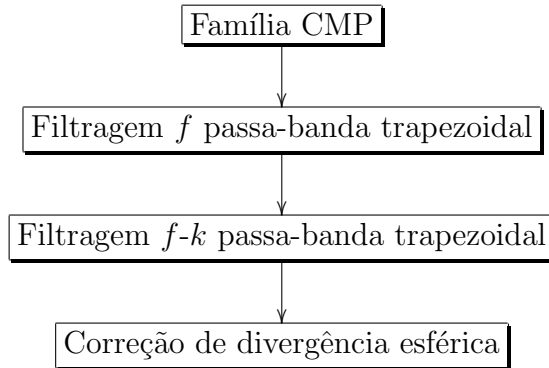 Família CMP
Filtragem f passa-banda trapezoidal
Filtragem f-k passa-banda trapezoidal
Correção de divergência esférica